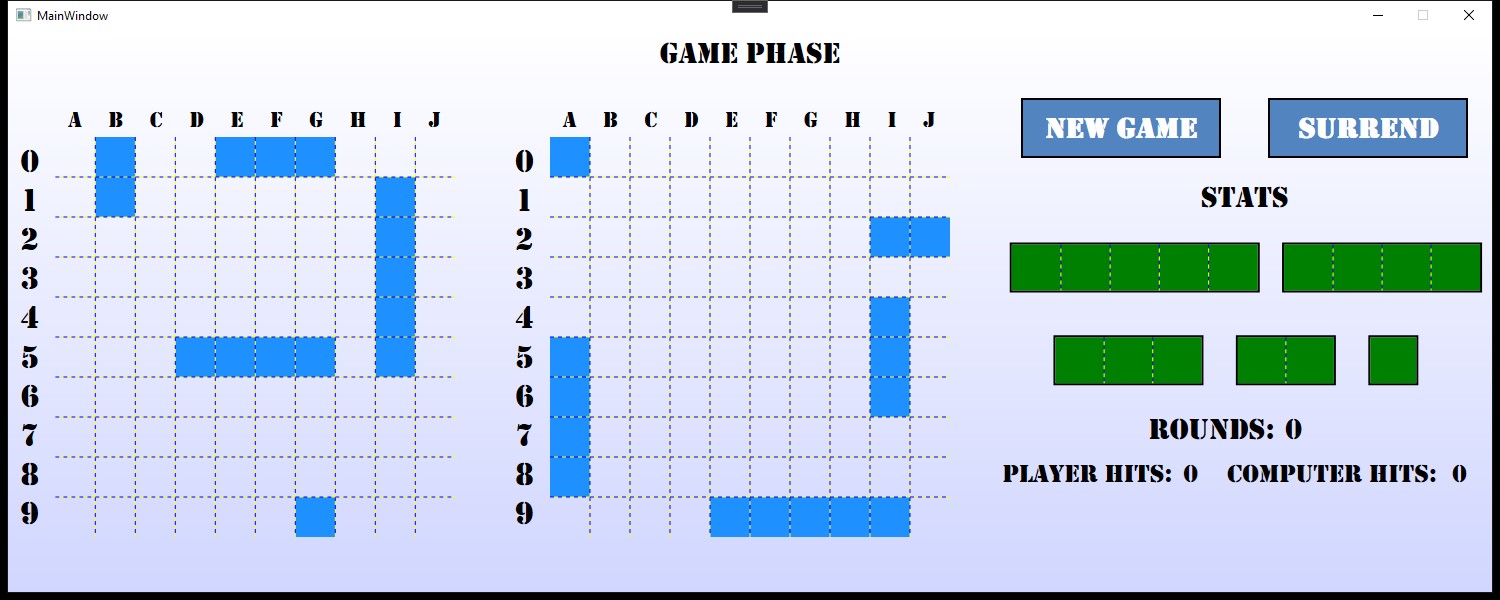 MainWindow
GAME PHASE
A B C D E F G H I J
0
1
2
3
4
5
6
7
8
9
A B C D E F G H I J
0
1
2
3
4
5
6
7
8
9
NEW GAME SURREND
STATS
ROUNDS: 0
PLAYER HITS: 0 COMPUTER HITS: 0